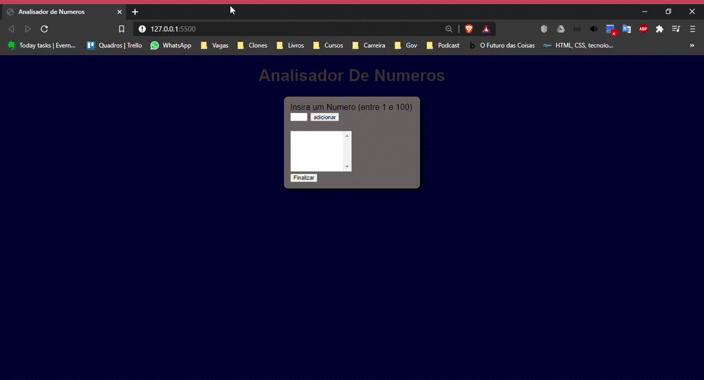 Analisador de Numeros
127.0.0.1:5500
ABP
Today tasks | Evern... Quadros | Trello WhatsApp Vagas Clones Livros Cursos Carreira Gov Podcast b O Futuro das Coisas HTML, CSS, tecnolo... »
Analisador De Numeros
Insira um Numero (entre 1 e 100)
adicionar
Finalizar